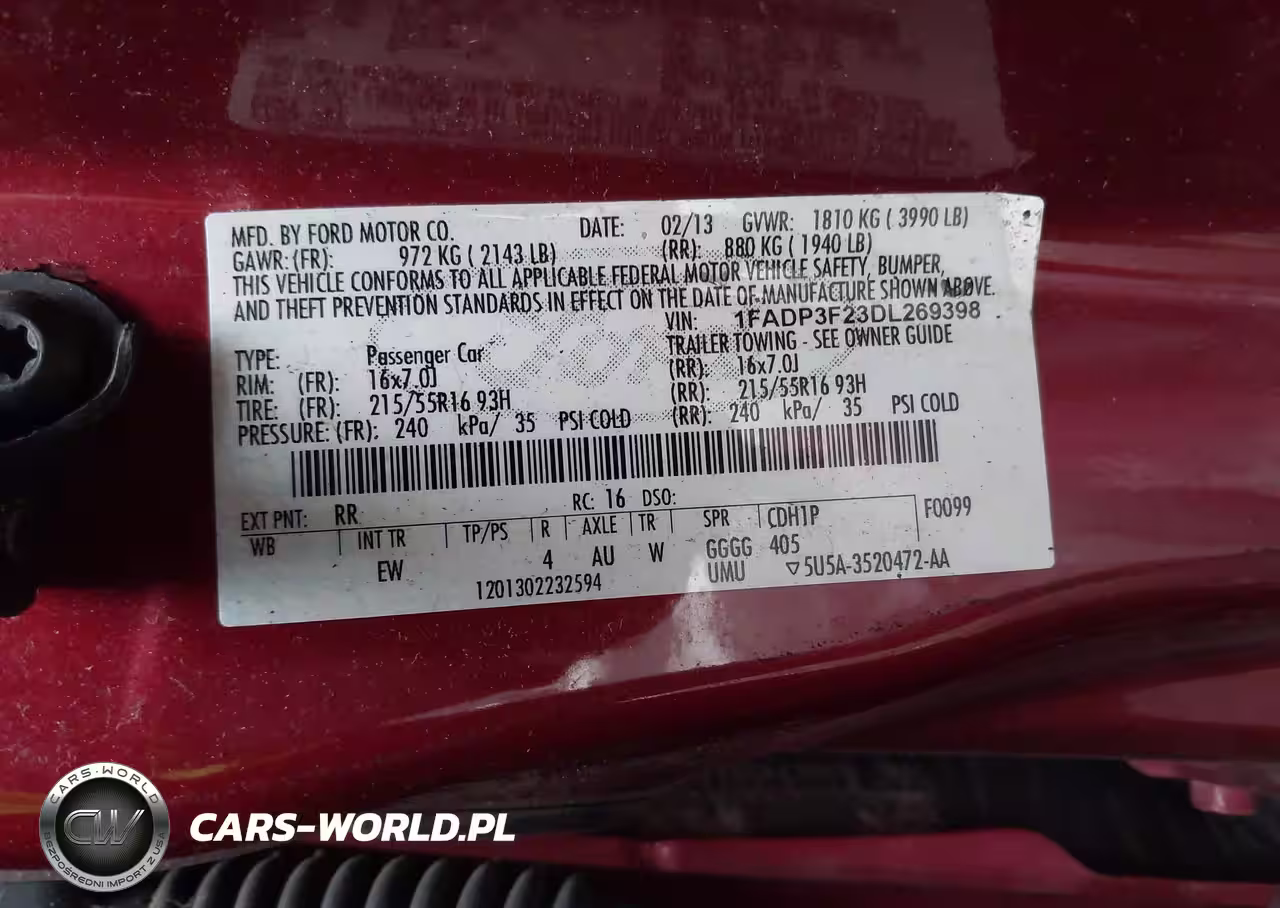 MFD. BY FORD MOTOR CO. DATE: 02/13 GVWR: 1810 KG ( 3990 LB)
GAWR: (FR): 972 KG ( 2143 LB) (RR): 880 KG ( 1940 LB)
THIS VEHICLE CONFORMS TO ALL APPLICABLE FEDERAL MOTOR VEHICLE SAFETY, BUMPER,
AND THEFT PREVENTION STANDARDS IN EFFECT ON THE DATE OF MANUFACTURE SHOWN ABOVE.
VIN: 1FADP3F23DL269398
TYPE: Passenger Car TRAILER TOWING - SEE OWNER GUIDE
RIM: (FR): 16x7.0J (RR): 16x7.0J
TIRE: (FR): 215/55R16 93H (RR): 215/55R16 93H
PRESSURE: (FR): 240 kPa/ 35 PSI COLD (RR): 240 kPa/ 35 PSI COLD
EXT PNT: RR RC: 16 DSO: F0099
WB INT TR TP/PS R AXLE TR SPR CDH1P
EW 4 AU W GGGG 405
1201302232594 UMU ▽5U5A-3520472-AA
CARS-WORLD
CW
BEZPOŚREDNI IMPORT Z USA
CARS-WORLD.PL